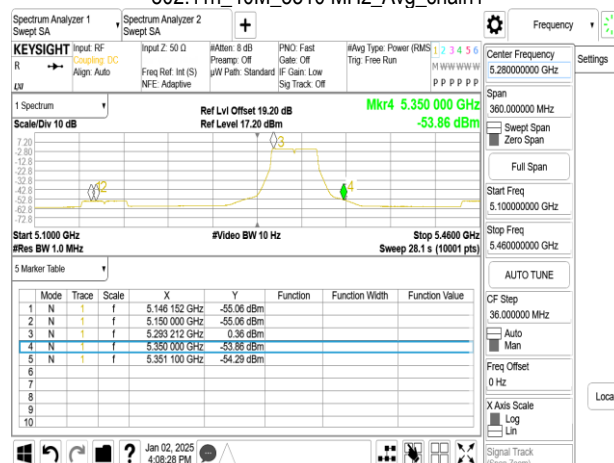 Spectrum Analyzer 1
Swept SA
Spectrum Analyzer 2
Swept SA
+
Frequency
Settings
KEYSIGHT
R
Input: RF
Coupling: DC
Align: Auto
Input Z: 50 Ω
Freq Ref: Int (S)
NFE: Adaptive
#Atten: 8 dB
Preamp: Off
µW Path: Standard
PNO: Fast
Gate: Off
IF Gain: Low
Sig Track: Off
#Avg Type: Power (RMS
Trig: Free Run
1 2 3 4 5 6
M W W W W W
P P P P P P
1 Spectrum
Scale/Div 10 dB
Ref Lvl Offset 19.20 dB
Ref Level 17.20 dBm
Mkr4 5.350 000 GHz
-53.86 dBm
7.20
-2.80
-12.8
-22.8
-32.8
-42.8
-52.8
-62.8
-72.8
2
3
4
Start 5.1000 GHz
#Video BW 10 Hz
Stop 5.4600 GHz
#Res BW 1.0 MHz
Sweep 28.1 s (10001 pts)
5 Marker Table
Mode Trace Scale X Y Function Function Width Function Value
1 N 1 f 5.146 152 GHz -55.06 dBm
2 N 1 f 5.150 000 GHz -55.06 dBm
3 N 1 f 5.293 212 GHz 0.36 dBm
4 N 1 f 5.350 000 GHz -53.86 dBm
5 N 1 f 5.351 100 GHz -54.29 dBm
6
7
8
9
10
Jan 02, 2025
4:08:28 PM
Center Frequency
5.280000000 GHz
Span
360.000000 MHz
Swept Span
Zero Span
Full Span
Start Freq
5.100000000 GHz
Stop Freq
5.460000000 GHz
AUTO TUNE
CF Step
36.000000 MHz
Auto
Man
Freq Offset
0 Hz
X Axis Scale
Log
Lin
Signal Track
Loca